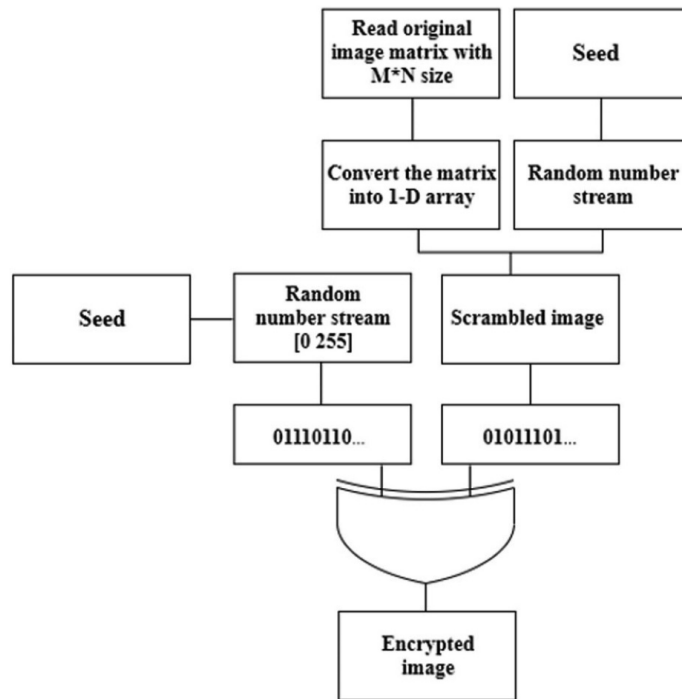 Read original
image matrix with
M*N size
Seed
Convert the matrix
into 1-D array
Random number
stream
Seed
Random
number stream
[0 255]
Scrambled image
01110110...
01011101...
Encrypted
image